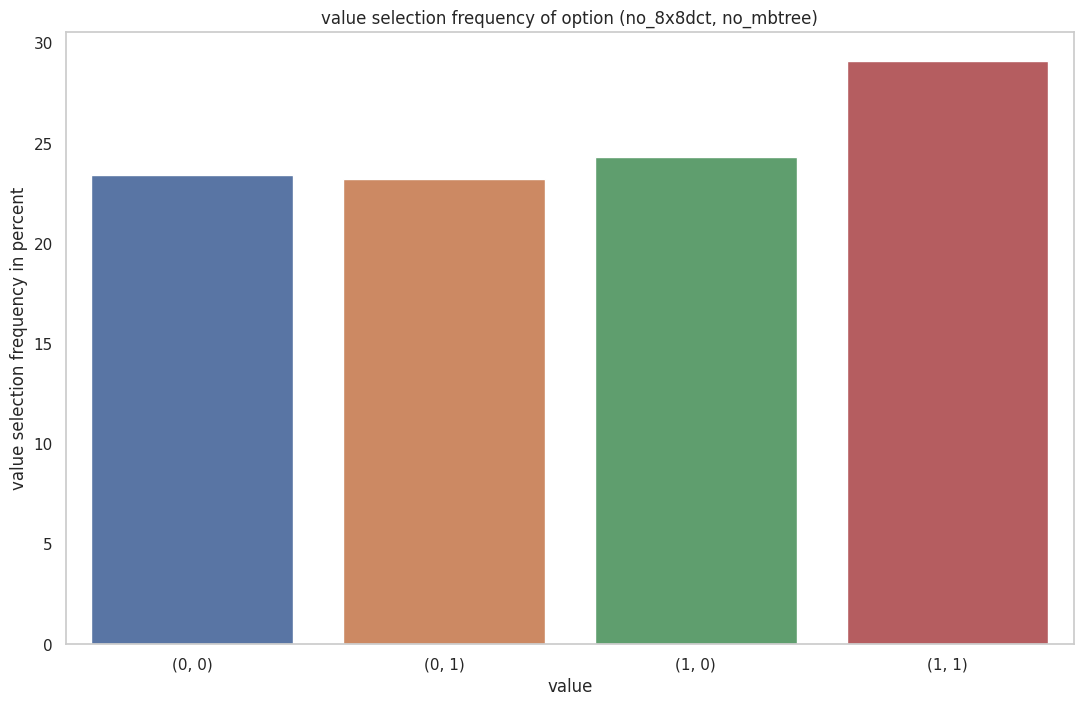 value selection frequency of option (no_8x8dct, no_mbtree)
value selection frequency in percent
30
25
20
15
10
5
0
(0, 0) (0, 1) (1, 0) (1, 1)
value